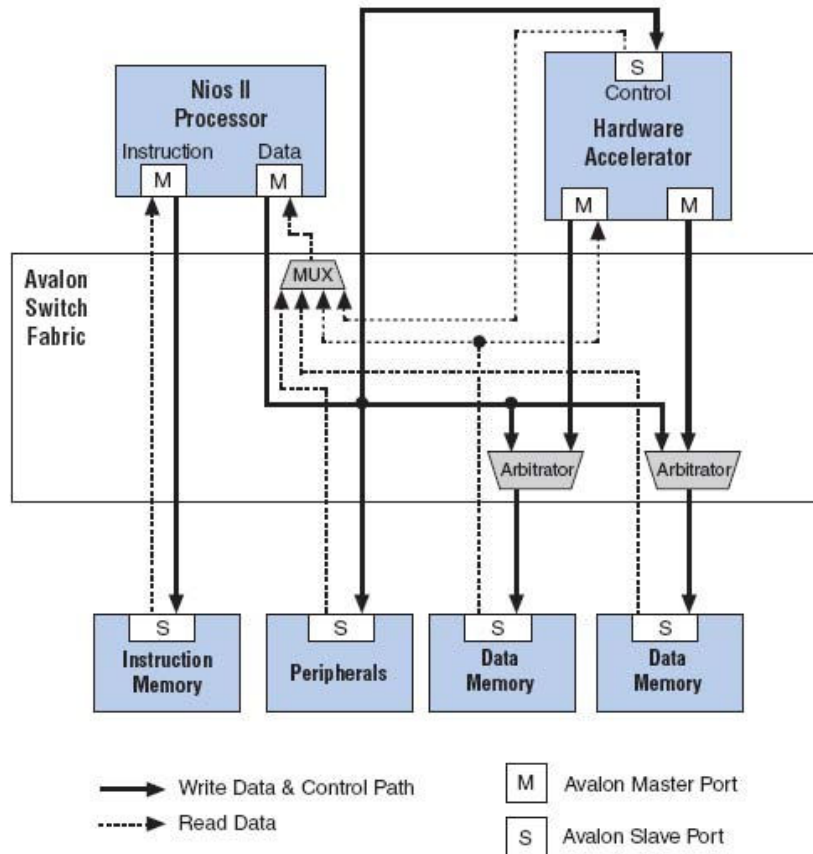 S
Control
Hardware
Accelerator
M M
Nios II
Processor
Instruction Data
M M
Avalon
Switch
Fabric
MUX
Arbitrator Arbitrator
S S S S
Instruction
Memory
Peripherals
Data
Memory
Data
Memory
Write Data & Control Path
Read Data
M Avalon Master Port
S Avalon Slave Port